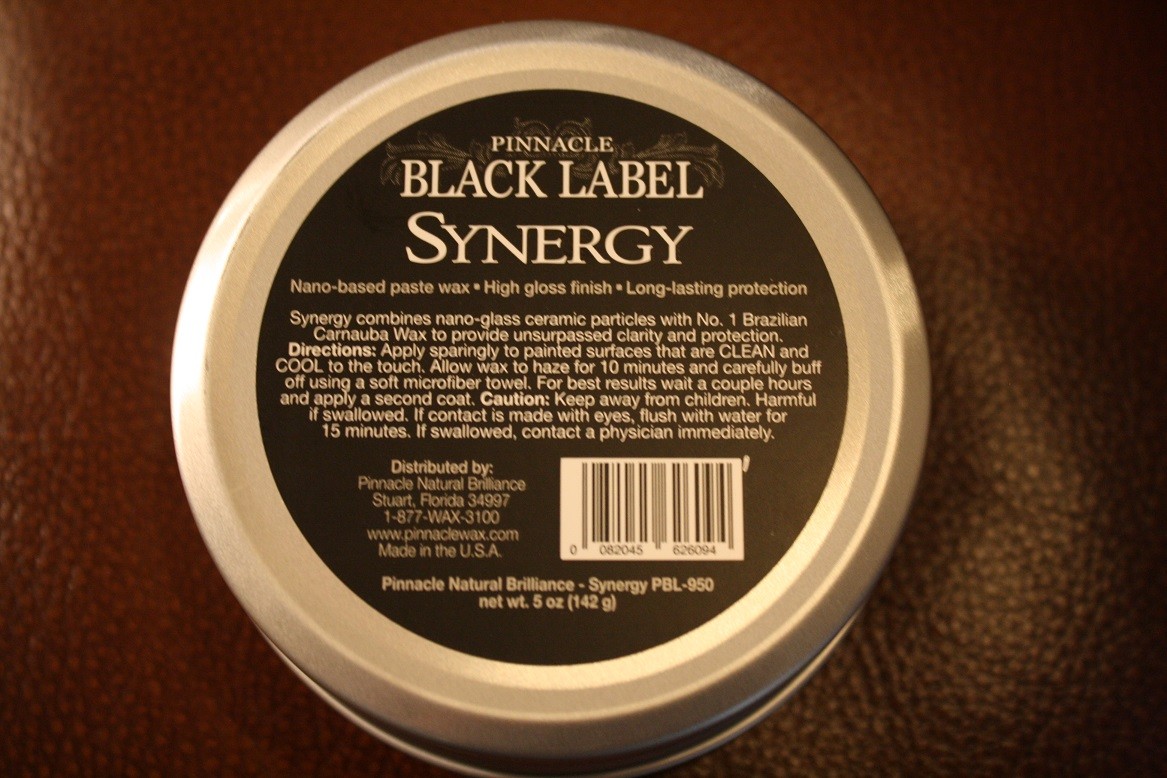 PINNACLE
BLACK LABEL
SYNERGY
Nano-based paste wax ▪ High gloss finish ▪ Long-lasting protection
Synergy combines nano-glass ceramic particles with No. 1 Brazilian
Carnauba Wax to provide unsurpassed clarity and protection.
Directions: Apply sparingly to painted surfaces that are CLEAN and
COOL to the touch. Allow wax to haze for 10 minutes and carefully buff
off using a soft microfiber towel. For best results wait a couple hours
and apply a second coat. Caution: Keep away from children. Harmful
if swallowed. If contact is made with eyes, flush with water for
15 minutes. If swallowed, contact a physician immediately.
Distributed by:
Pinnacle Natural Brilliance
Stuart, Florida 34997
1-877-WAX-3100
www.pinnaclewax.com
Made in the U.S.A.
0 082045 626094
Pinnacle Natural Brilliance - Synergy PBL-950
net wt. 5 oz (142 g)